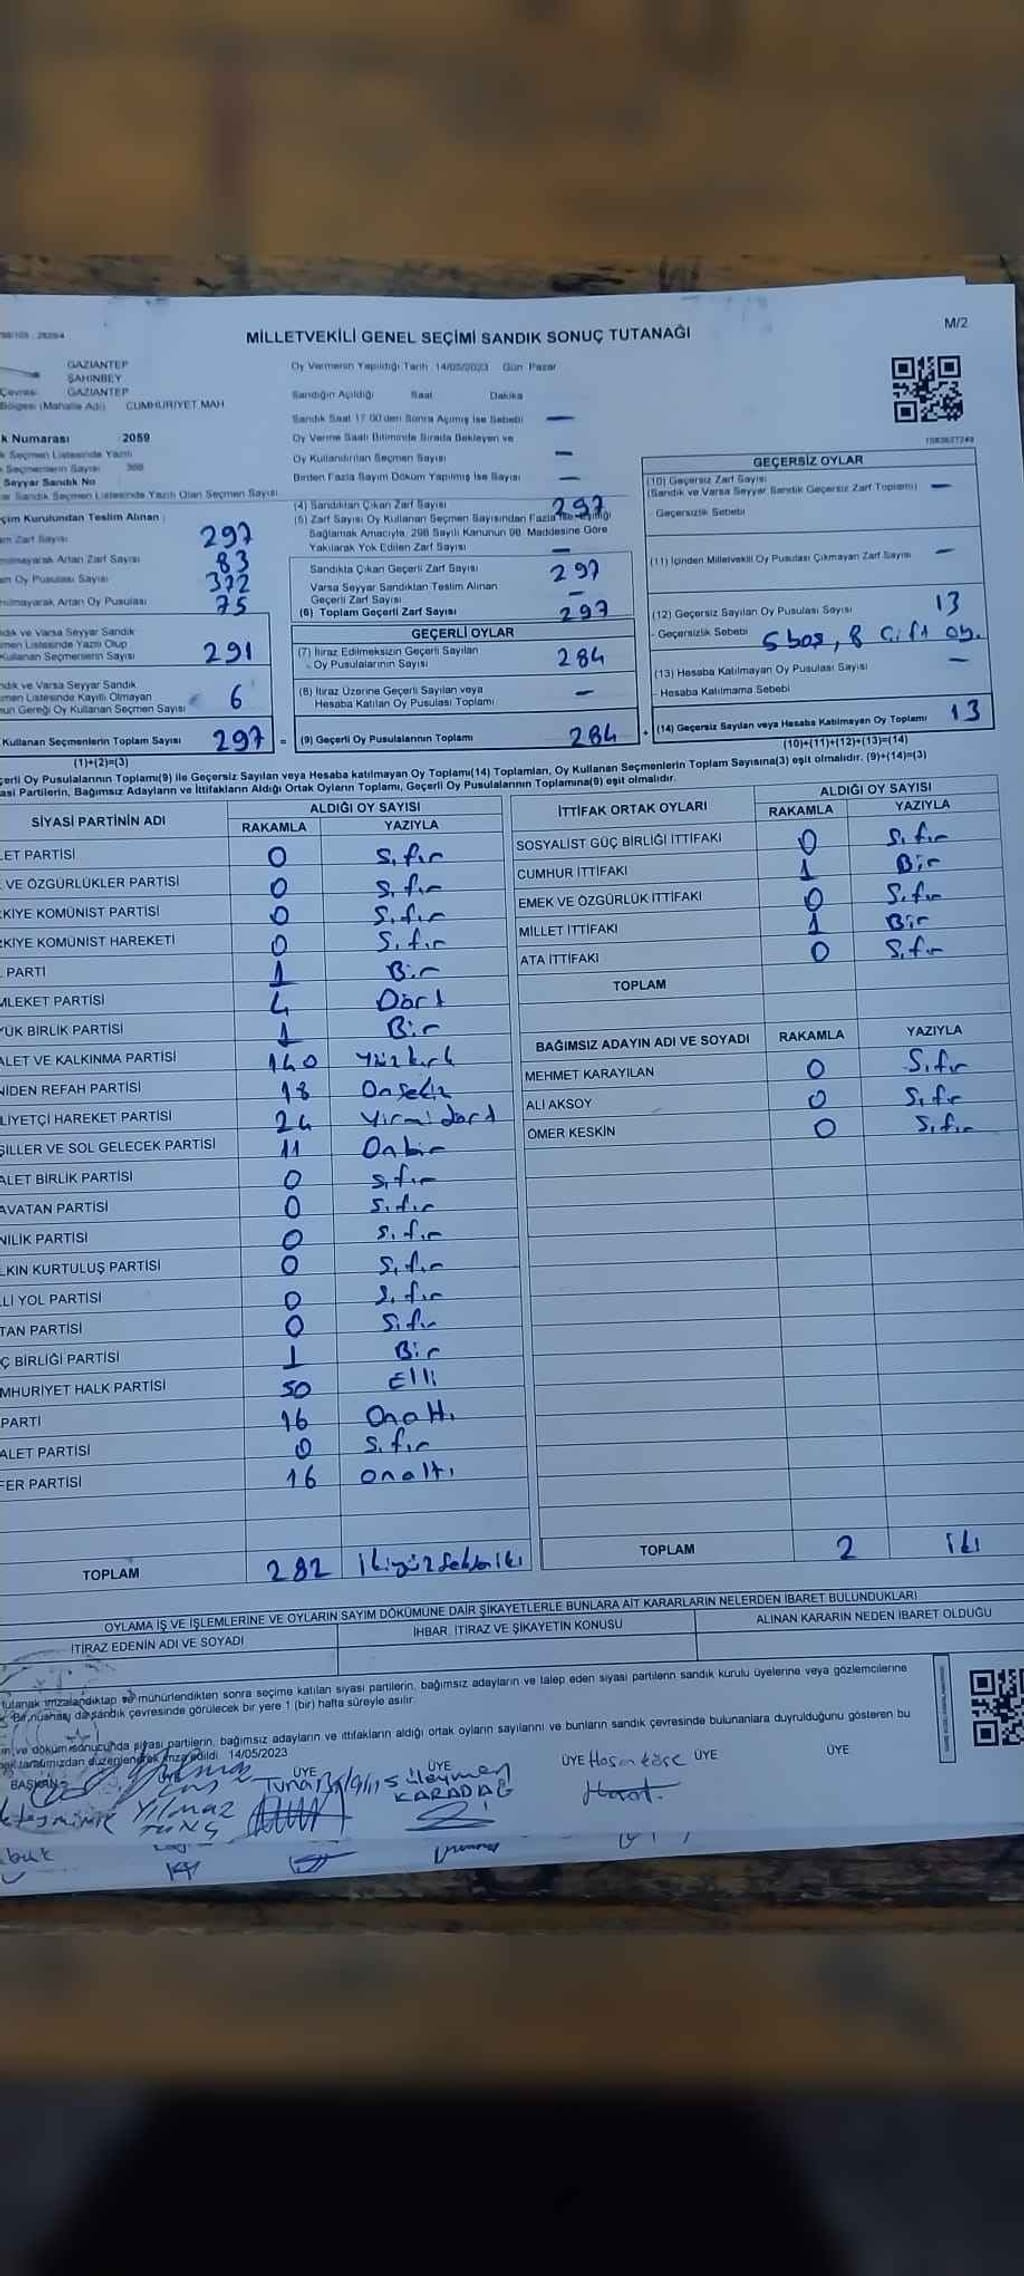 MİLLETVEKİLİ GENEL SEÇİMİ SANDIK SONUÇ TUTANAĞI
M/2
GAZİANTEP
ŞAHİNBEY
GAZİANTEP
Bölgesi (Mahalle Adı) CUMHURİYET MAH
Oy Vermenin Yapıldığı Tarih 14/05/2023 Gün Pazar
Sandığın Açıldığı Saat Dakika
Sandık Saat 17:00'den Sonra Açımış İse Sebebi —
Oy Verme Saati Bitiminde Sırada Bekleyen ve
Oy Kullandırılan Seçmen Sayısı —
Birden Fazla Sayım Döküm Yapılmış İse Sayısı —
k Numarası 2059
k Seçmen Listesinde Yazılı
Seçmenlerin Sayısı
Seyyar Sandık No
ar Sandık Seçmen Listesinde Yazılı Olan Seçmen Sayısı
çim Kurulundan Teslim Alınan
am Zarf Sayısı 297
nılmayarak Artan Zarf Sayısı 83
am Oy Pusulası Sayısı 372
nılmayarak Artan Oy Pusulası 75
ndık ve Varsa Seyyar Sandık
men Listesinde Yazılı Olup
Kullanan Seçmenlerin Sayısı 291
ndık ve Varsa Seyyar Sandık
men Listesinde Kayıtlı Olmayan
nun Gereği Oy Kullanan Seçmen Sayısı 6
Kullanan Seçmenlerin Toplam Sayısı 297 =
(1)+(2)=(3)
(4) Sandıktan Çıkan Zarf Sayısı 297
(5) Zarf Sayısı Oy Kullanan Seçmen Sayısından Fazla İse Eşitliği
Sağlamak Amacıyla, 298 Sayılı Kanunun 98. Maddesine Göre
Yakılarak Yok Edilen Zarf Sayısı —
Sandıkta Çıkan Geçerli Zarf Sayısı 297
Varsa Seyyar Sandıktan Teslim Alınan
Geçerli Zarf Sayısı —
(6) Toplam Geçerli Zarf Sayısı 297
GEÇERLİ OYLAR
(7) İtiraz Edilmeksizin Geçerli Sayılan
Oy Pusulalarının Sayısı 284
(8) İtiraz Üzerine Geçerli Sayılan veya
Hesaba Katılan Oy Pusulası Toplamı —
(9) Geçerli Oy Pusulalarının Toplamı 284 +
GEÇERSİZ OYLAR
(10) Geçersiz Zarf Sayısı
(Sandık ve Varsa Seyyar Sandık Geçersiz Zarf Toplamı) —
Geçersizlik Sebebi
(11) İçinden Milletvekili Oy Pusulası Çıkmayan Zarf Sayısı —
(12) Geçersiz Sayılan Oy Pusulası Sayısı 13
- Geçersizlik Sebebi 5 boş, 8 Çift oy.
(13) Hesaba Katılmayan Oy Pusulası Sayısı —
- Hesaba Katılmama Sebebi
(14) Geçersiz Sayılan veya Hesaba Katılmayan Oy Toplamı 13
(10)+(11)+(12)+(13)=(14)
çerli Oy Pusulalarının Toplamı(9) ile Geçersiz Sayılan veya Hesaba katılmayan Oy Toplamı(14) Toplamları, Oy Kullanan Seçmenlerin Toplam Sayısına(3) eşit olmalıdır. (9)+(14)=(3)
asi Partilerin, Bağımsız Adayların ve İttifakların Aldığı Ortak Oyların Toplamı, Geçerli Oy Pusulalarının Toplamına(9) eşit olmalıdır.
SİYASİ PARTİNİN ADI
ALDIĞI OY SAYISI
RAKAMLA YAZIYLA
LET PARTİSİ 0 Sıfır
VE ÖZGÜRLÜKLER PARTİSİ 0 Sıfır
KİYE KOMÜNİST PARTİSİ 0 Sıfır
KİYE KOMÜNİST HAREKETİ 0 Sıfır
PARTİ 1 Bir
MLEKET PARTİSİ 4 Dört
ÜK BİRLİK PARTİSİ 1 Bir
ALET VE KALKINMA PARTİSİ 140 Yüzkırk
NİDEN REFAH PARTİSİ 18 Onsekiz
LİYETÇİ HAREKET PARTİSİ 24 Yirmidört
ŞİLLER VE SOL GELECEK PARTİSİ 11 Onbir
ALET BİRLİK PARTİSİ 0 Sıfır
AVATAN PARTİSİ 0 Sıfır
NİLİK PARTİSİ 0 Sıfır
LKIN KURTULUŞ PARTİSİ 0 Sıfır
LLİ YOL PARTİSİ 0 Sıfır
TAN PARTİSİ 0 Sıfır
Ç BİRLİĞİ PARTİSİ 1 Bir
MHURİYET HALK PARTİSİ 50 Elli
PARTİ 16 Onaltı
ALET PARTİSİ 0 Sıfır
FER PARTİSİ 16 Onaltı
TOPLAM 282 İkiyüzSekseniki
İTTİFAK ORTAK OYLARI
ALDIĞI OY SAYISI
RAKAMLA YAZIYLA
SOSYALİST GÜÇ BİRLİĞİ İTTİFAKI 0 Sıfır
CUMHUR İTTİFAKI 1 Bir
EMEK VE ÖZGÜRLÜK İTTİFAKI 0 Sıfır
MİLLET İTTİFAKI 1 Bir
ATA İTTİFAKI 0 Sıfır
TOPLAM
BAĞIMSIZ ADAYIN ADI VE SOYADI RAKAMLA YAZIYLA
MEHMET KARAYILAN 0 Sıfır
ALİ AKSOY 0 Sıfır
ÖMER KESKİN 0 Sıfır
TOPLAM 2 İki
OYLAMA İŞ VE İŞLEMLERİNE VE OYLARIN SAYIM DÖKÜMÜNE DAİR ŞİKAYETLERLE BUNLARA AİT KARARLARIN NELERDEN İBARET BULUNDUKLARI
İTİRAZ EDENİN ADI VE SOYADI
İHBAR, İTİRAZ VE ŞİKAYETİN KONUSU
ALINAN KARARIN NEDEN İBARET OLDUĞU
tutanak imzalandıktan ve mühürlendikten sonra seçime katılan siyasi partilerin, bağımsız adayların ve talep eden siyasi partilerin sandık kurulu üyelerine veya gözlemcilerine
Bir nüshası da sandık çevresinde görülecek bir yere 1 (bir) hafta süreyle asılır.
ve döküm sonucunda siyasi partilerin, bağımsız adayların ve ittifakların aldığı ortak oyların sayılarını ve bunların sandık çevresinde bulunanlara duyrulduğunu gösteren bu
tarafımızdan düzenlenerek imza edildi. 14/05/2023
BAŞKAN ÜYE ÜYE ÜYE Hasan Köse ÜYE ÜYE
Yılmaz TUNÇ
Süleyman KARADAĞ